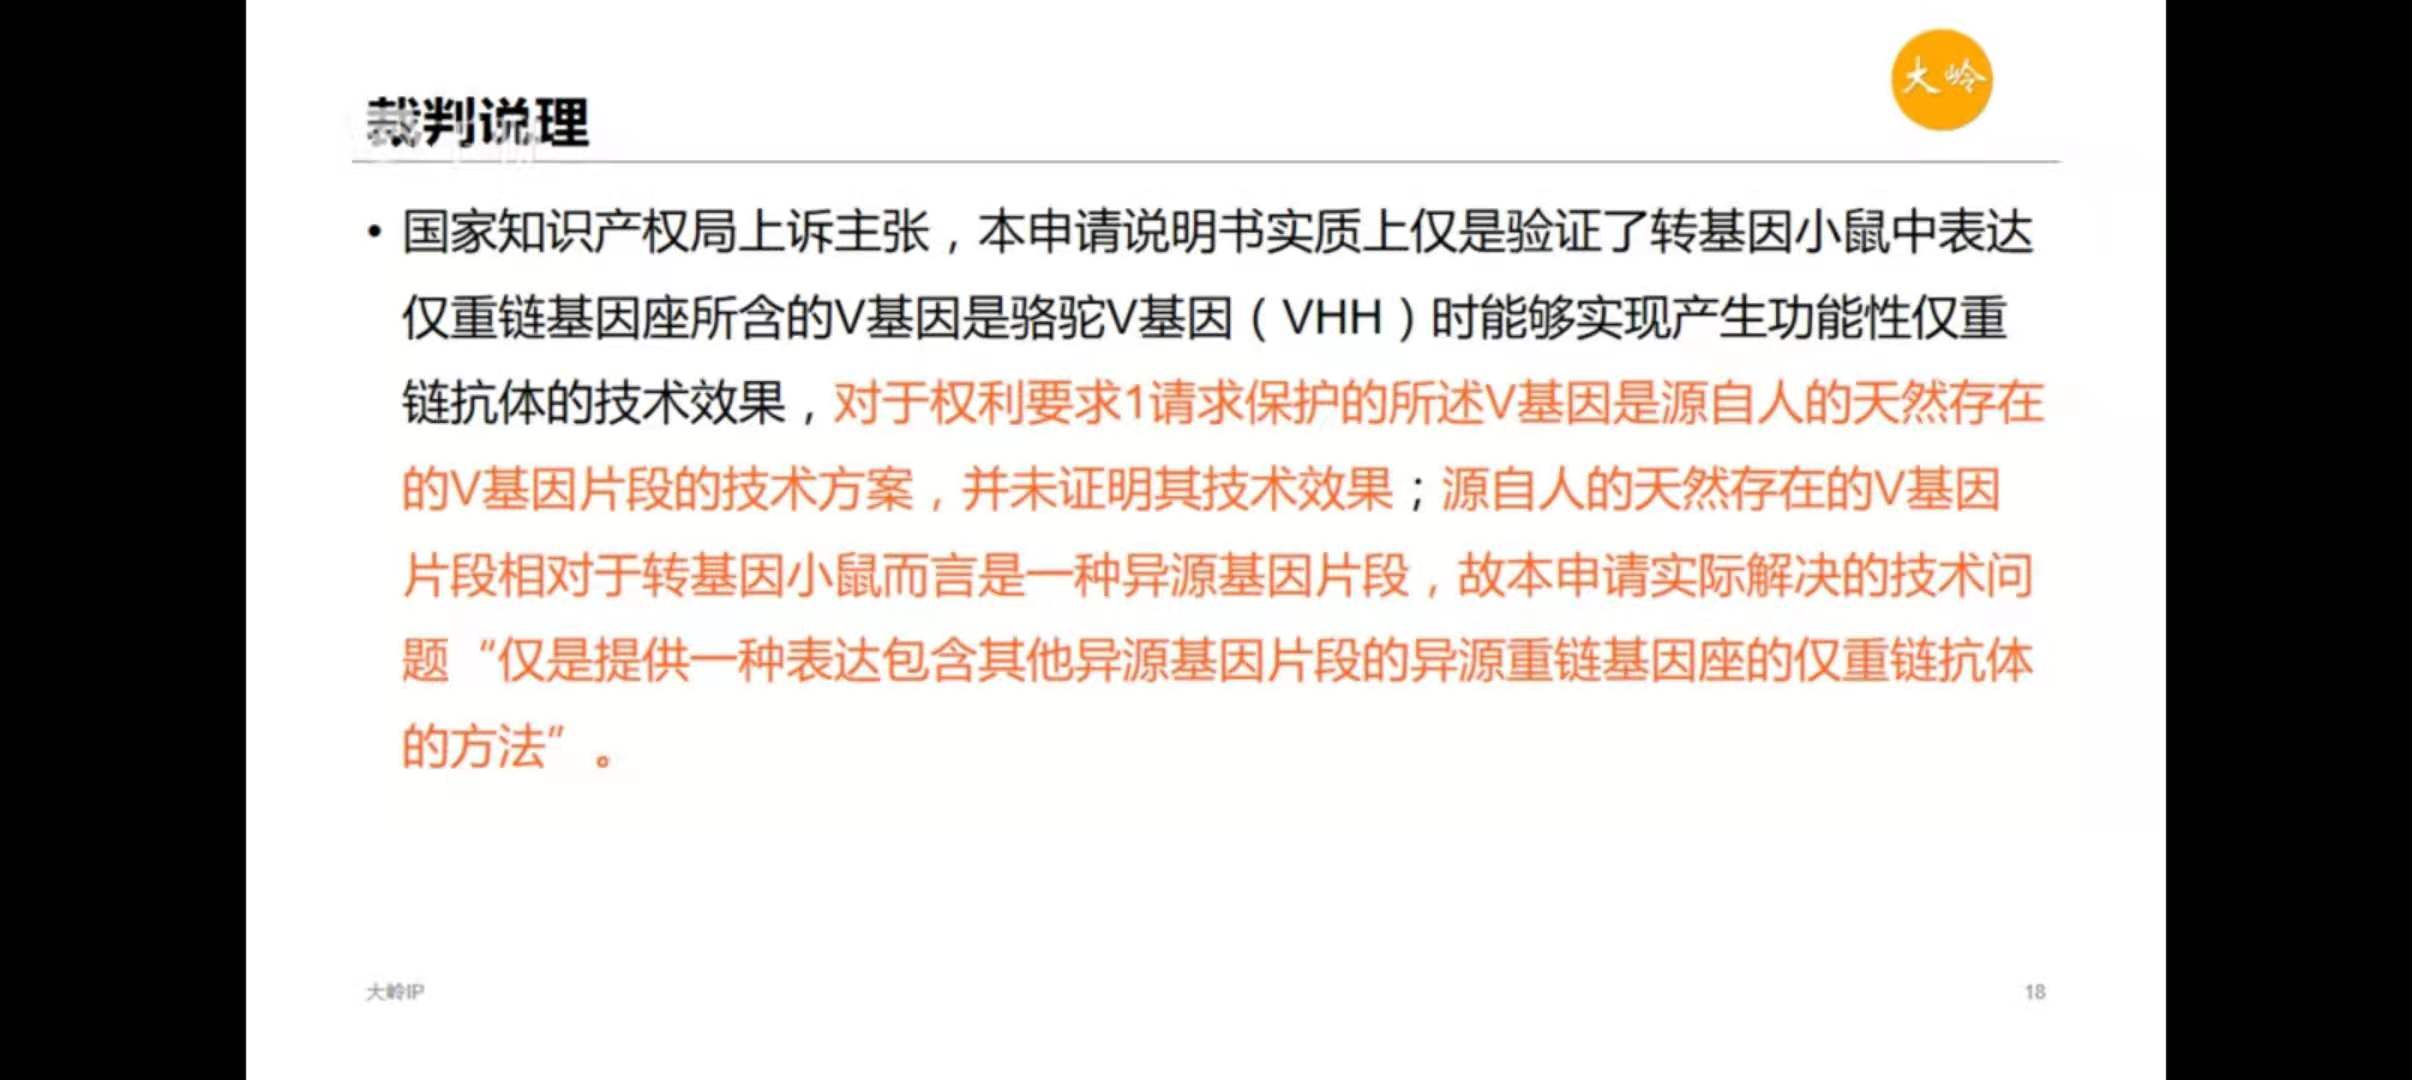 大岭
裁判说理
• 国家知识产权局上诉主张，本申请说明书实质上仅是验证了转基因小鼠中表达
仅重链基因座所含的V基因是骆驼V基因（VHH）时能够实现产生功能性仅重
链抗体的技术效果，对于权利要求1请求保护的所述V基因是源自人的天然存在
的V基因片段的技术方案，并未证明其技术效果；源自人的天然存在的V基因
片段相对于转基因小鼠而言是一种异源基因片段，故本申请实际解决的技术问
题“仅是提供一种表达包含其他异源基因片段的异源重链基因座的仅重链抗体
的方法”。
大岭IP
18